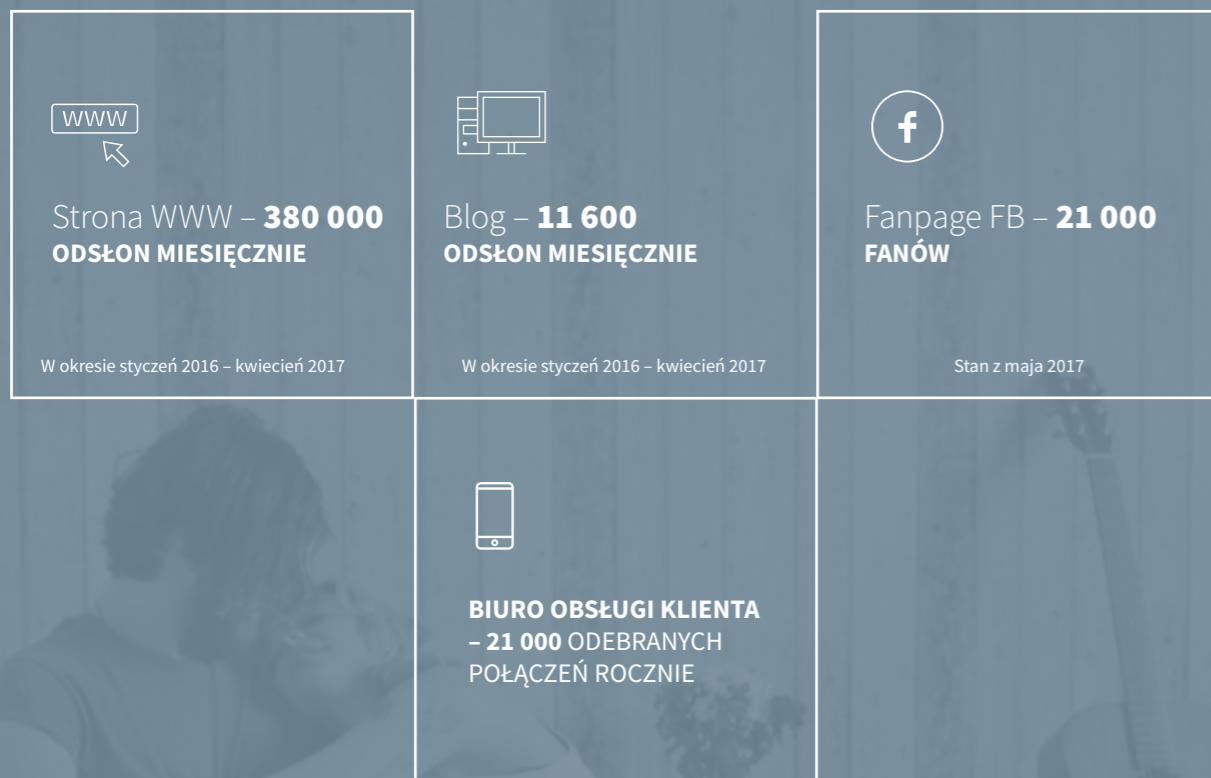 WWW
Strona WWW – 380 000
ODSŁON MIESIĘCZNIE
W okresie styczeń 2016 – kwiecień 2017
Blog – 11 600
ODSŁON MIESIĘCZNIE
W okresie styczeń 2016 – kwiecień 2017
f
Fanpage FB – 21 000
FANÓW
Stan z maja 2017
BIURO OBSŁUGI KLIENTA
– 21 000 ODEBRANYCH
POŁĄCZEŃ ROCZNIE